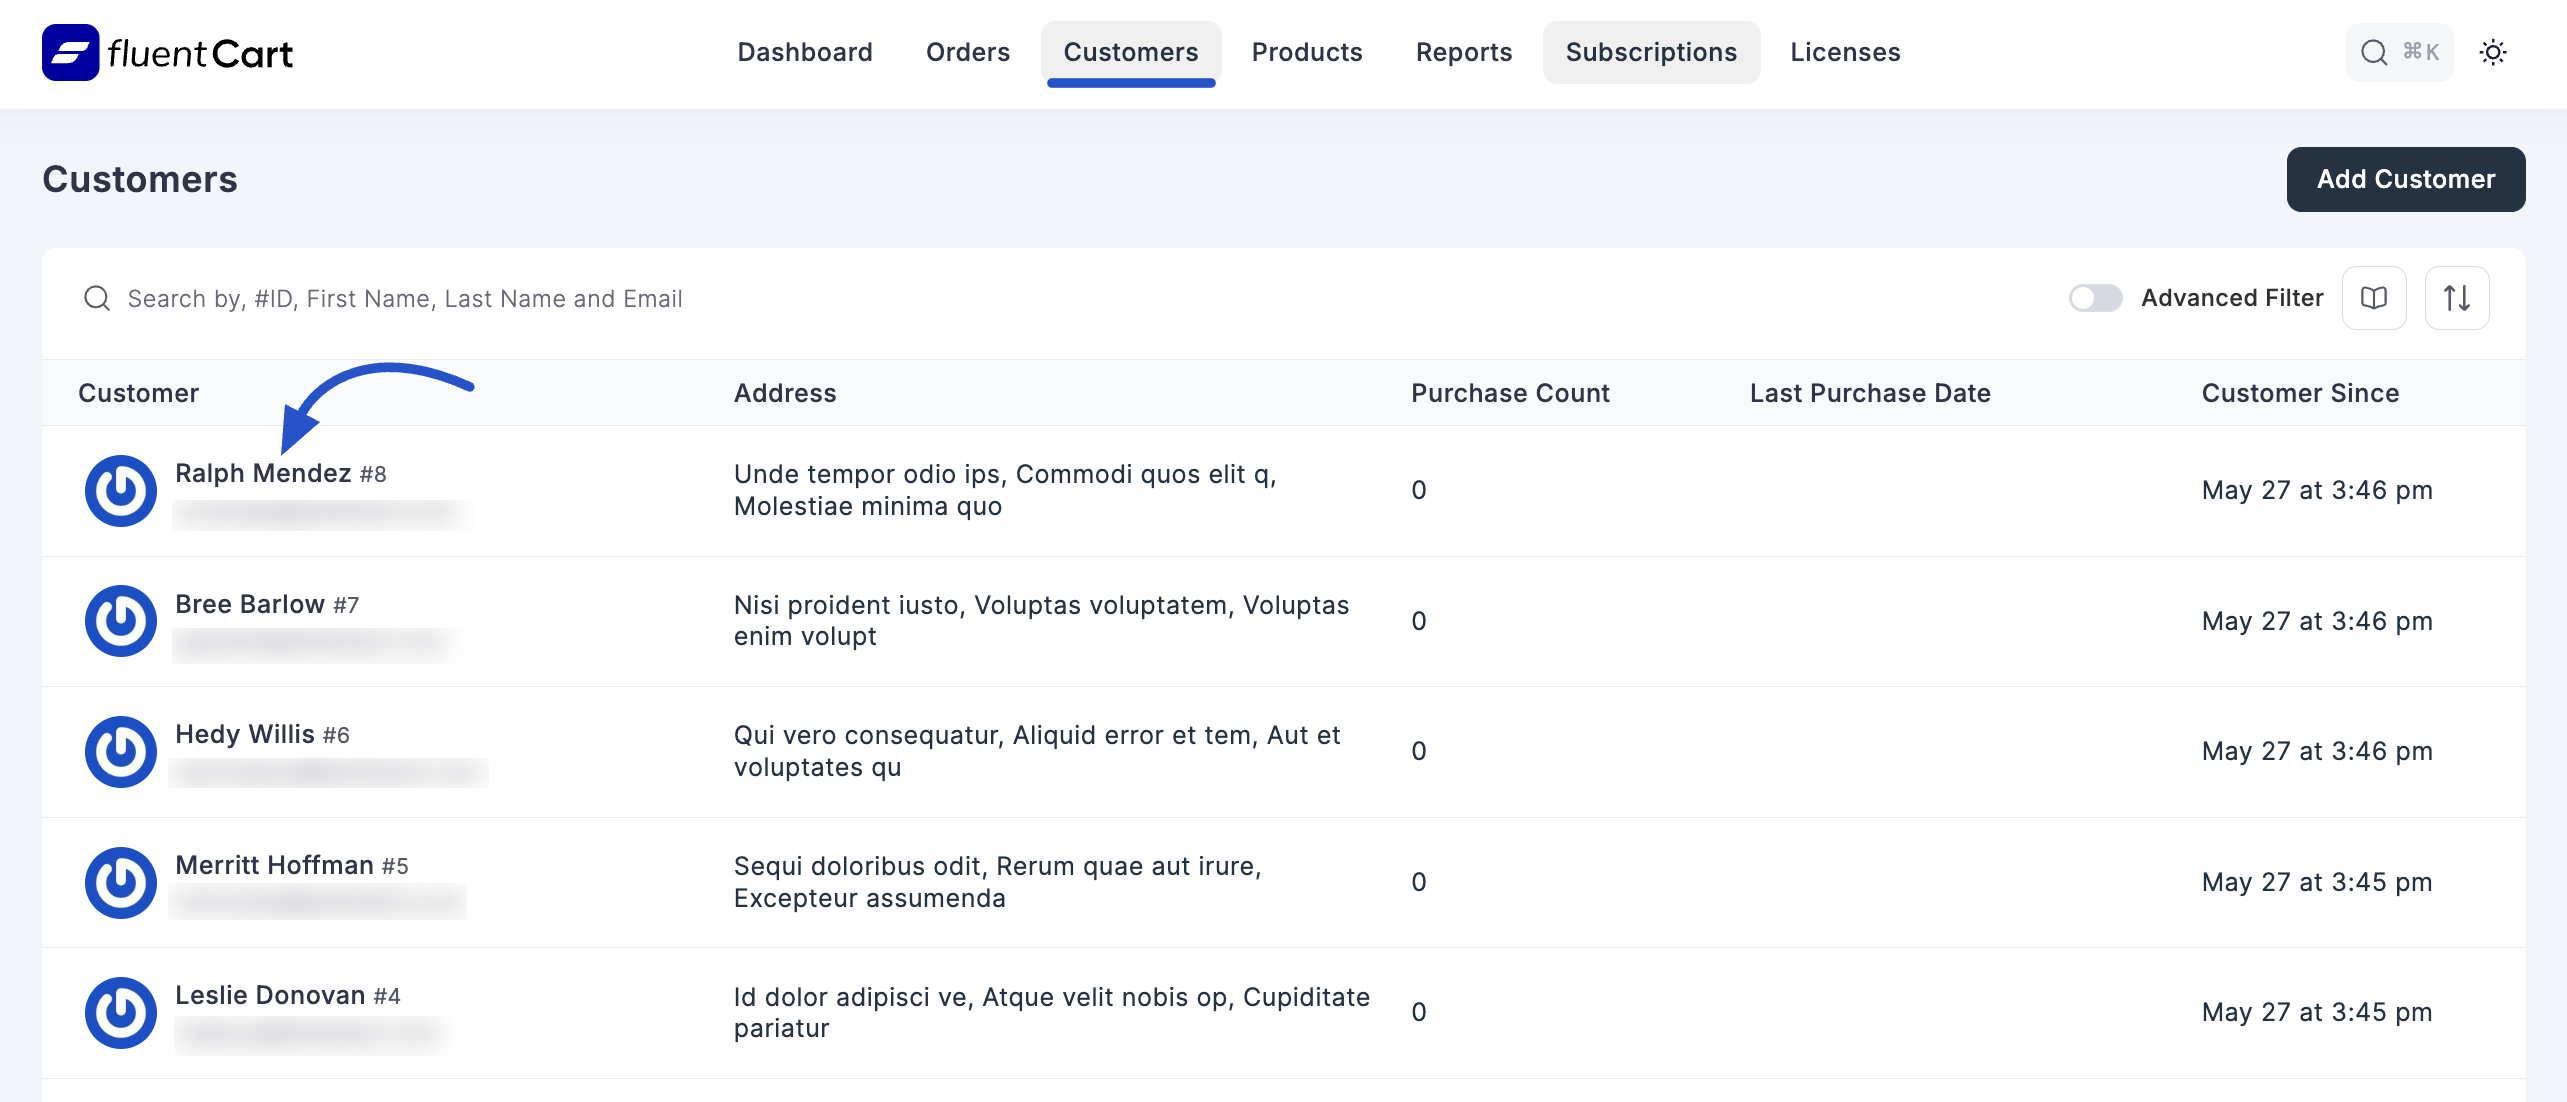 fluentCart
Dashboard Orders Customers Products Reports Subscriptions Licenses
⌘K
Customers
Add Customer
Search by, #ID, First Name, Last Name and Email
Advanced Filter
Customer Address Purchase Count Last Purchase Date Customer Since
Ralph Mendez #8
Unde tempor odio ips, Commodi quos elit q,
Molestiae minima quo
0
May 27 at 3:46 pm
Bree Barlow #7
Nisi proident iusto, Voluptas voluptatem, Voluptas
enim volupt
0
May 27 at 3:46 pm
Hedy Willis #6
Qui vero consequatur, Aliquid error et tem, Aut et
voluptates qu
0
May 27 at 3:46 pm
Merritt Hoffman #5
Sequi doloribus odit, Rerum quae aut irure,
Excepteur assumenda
0
May 27 at 3:45 pm
Leslie Donovan #4
Id dolor adipisci ve, Atque velit nobis op, Cupiditate
pariatur
0
May 27 at 3:45 pm